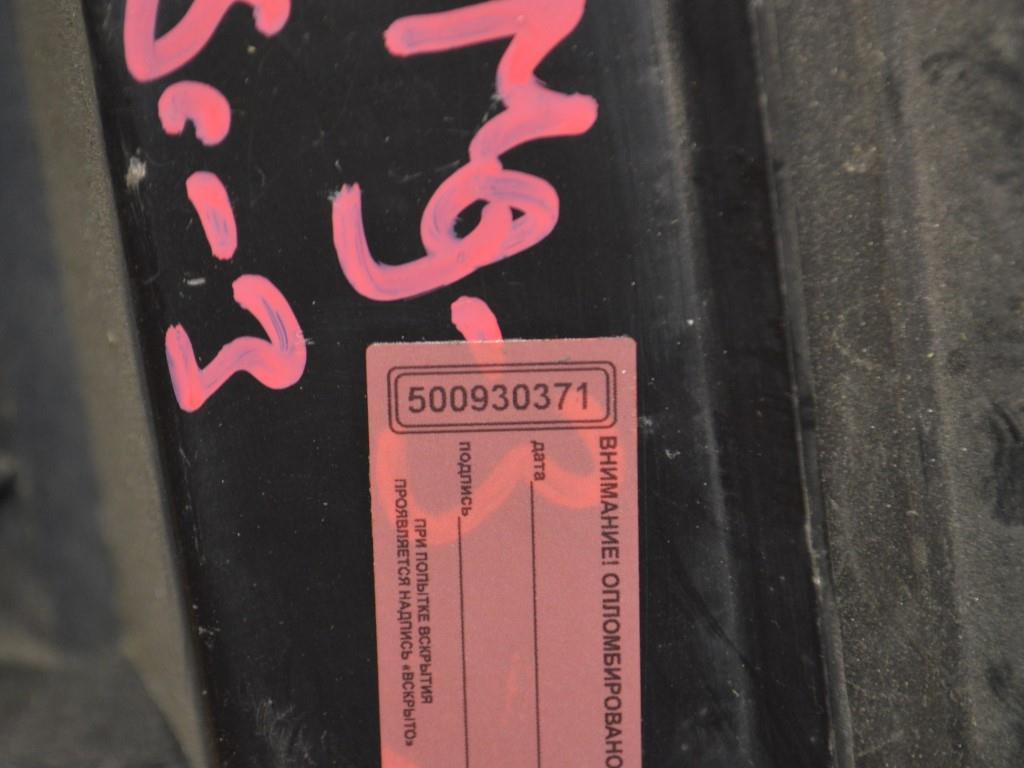 500930371
ВНИМАНИЕ! ОПЛОМБИРОВАНО
дата
подпись
ПРИ ПОПЫТКЕ ВСКРЫТИЯ
ПРОЯВЛЯЕТСЯ НАДПИСЬ «ВСКРЫТО»